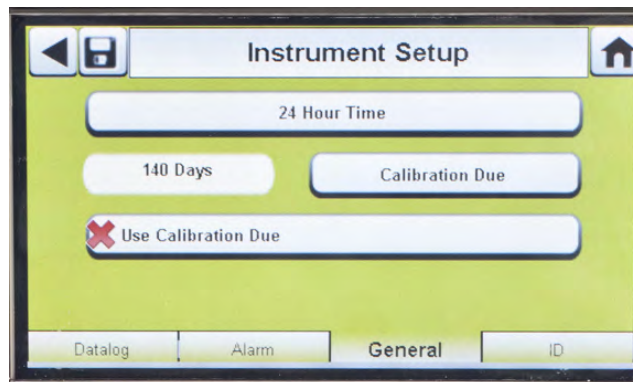 Instrument Setup
24 Hour Time
140 Days Calibration Due
Use Calibration Due
Datalog Alarm General ID